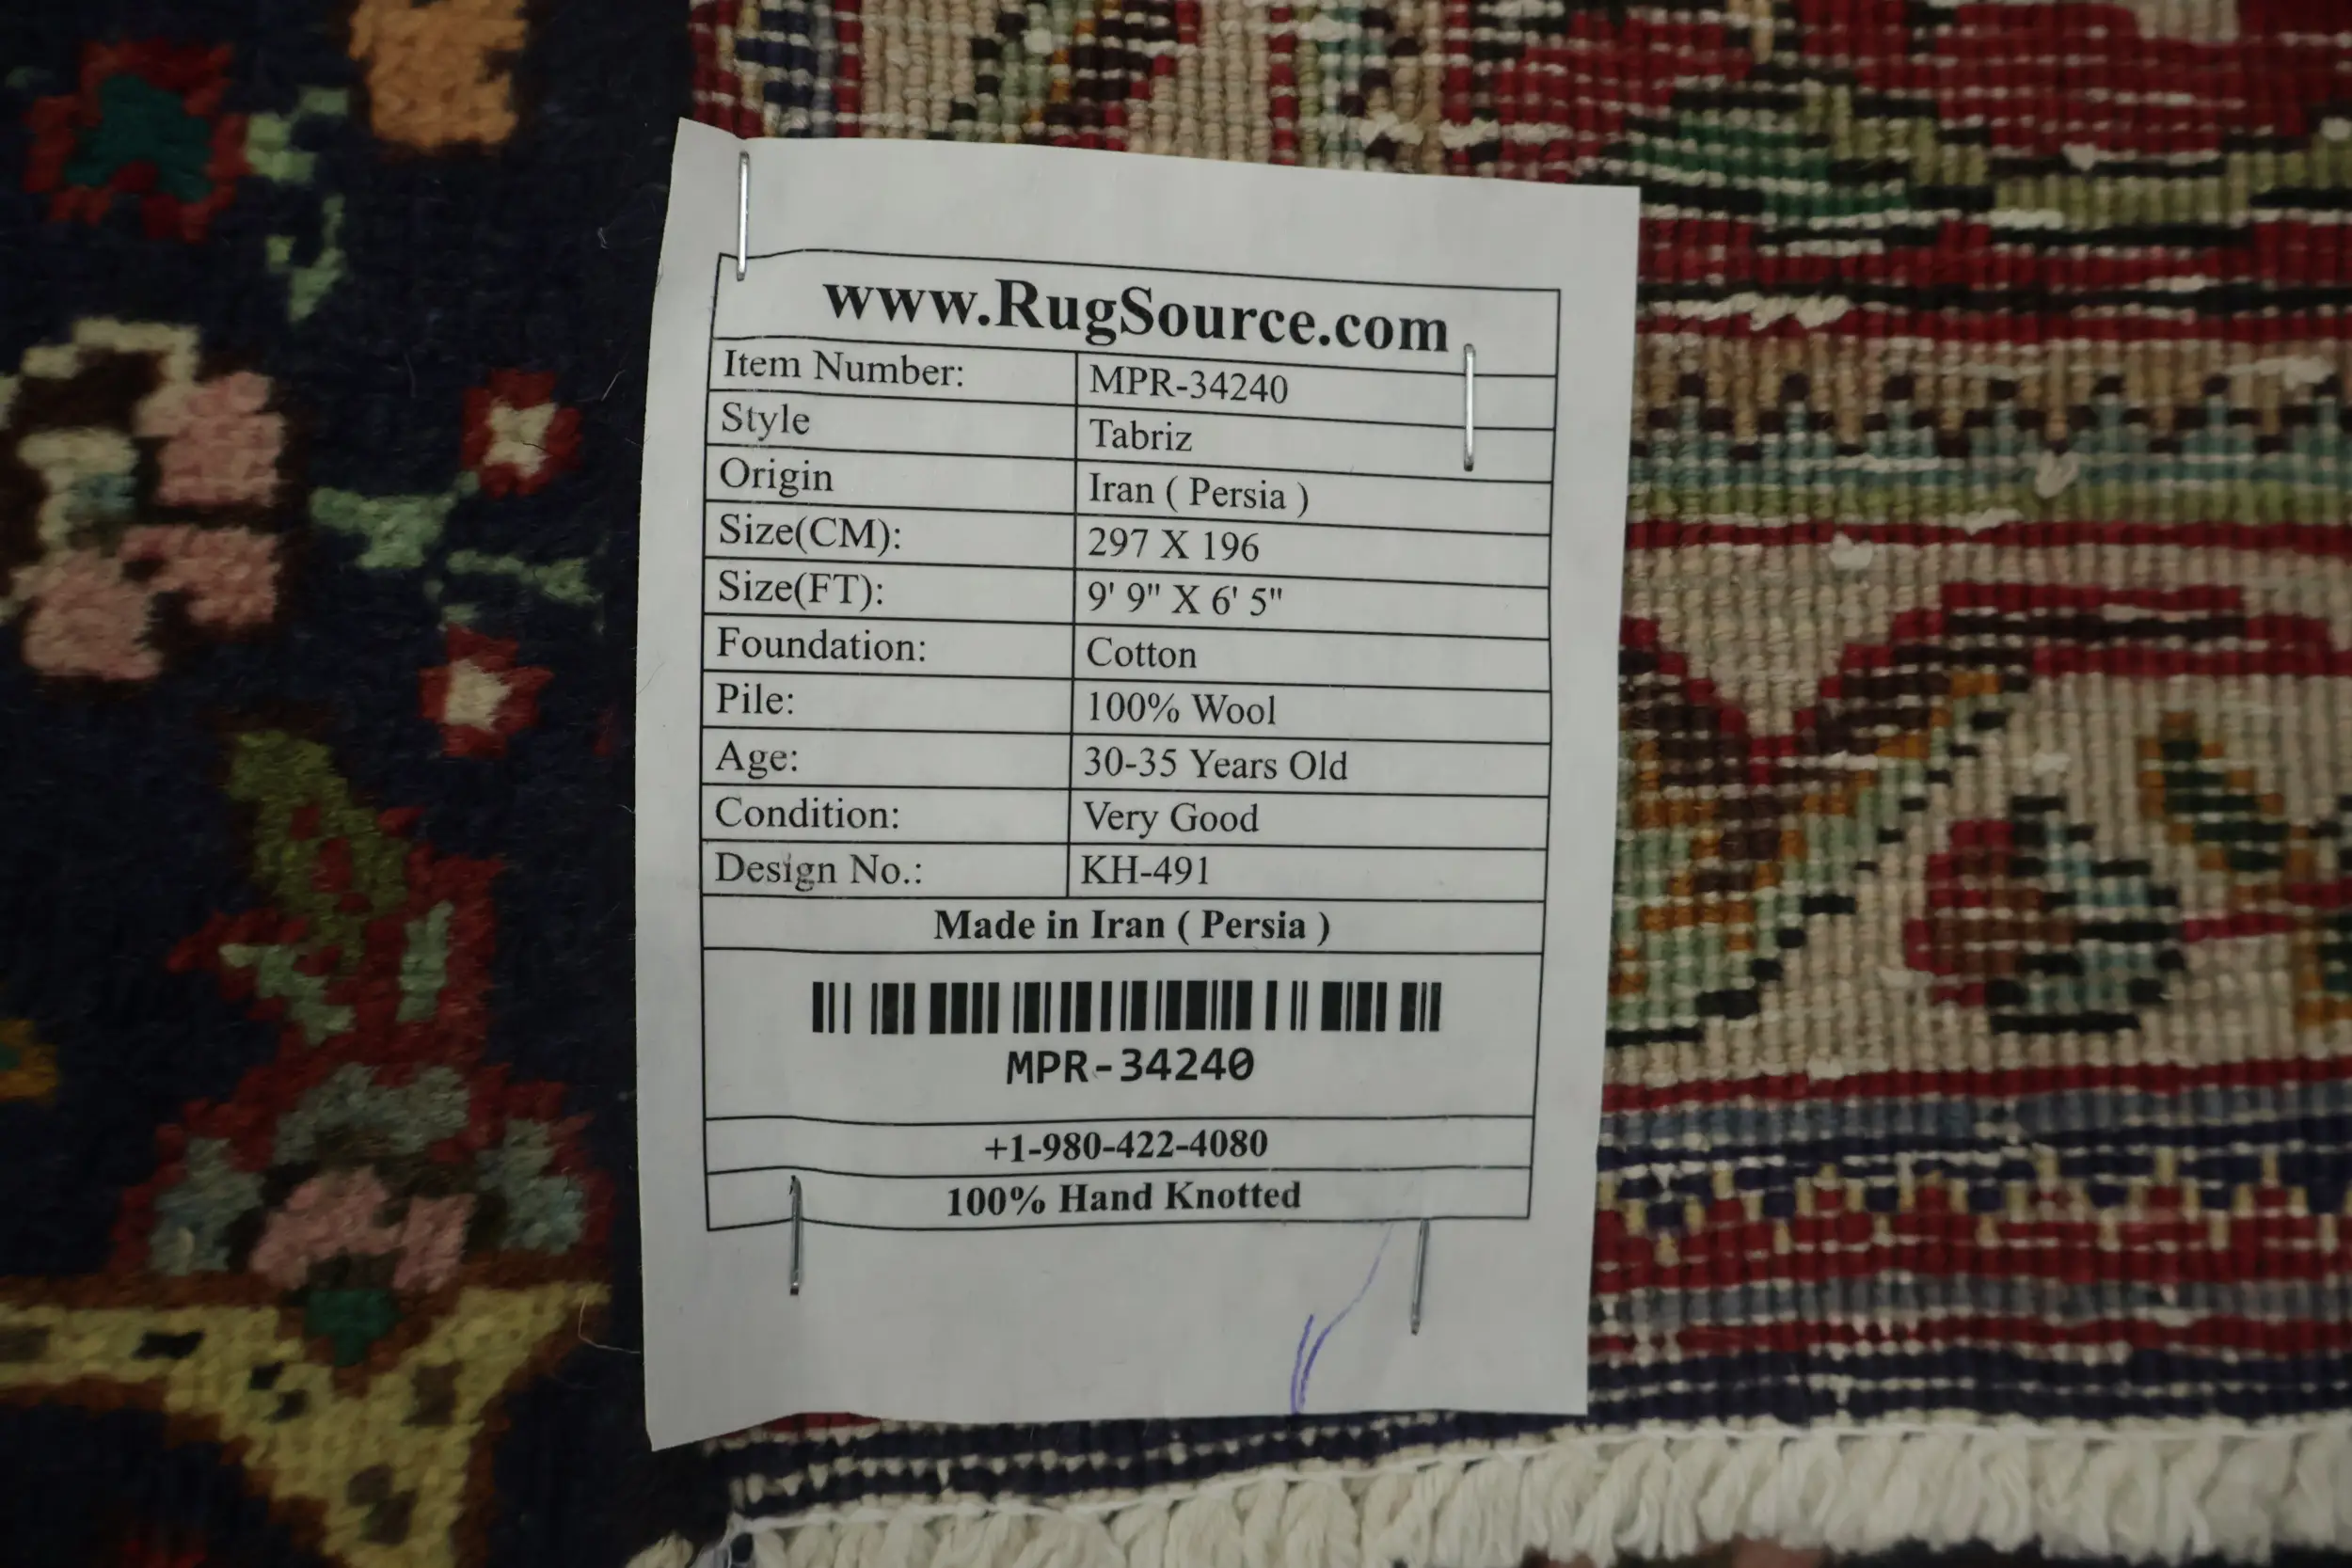 www.RugSource.com
Item Number: MPR-34240
Style Tabriz
Origin Iran ( Persia )
Size(CM): 297 X 196
Size(FT): 9' 9" X 6' 5"
Foundation: Cotton
Pile: 100% Wool
Age: 30-35 Years Old
Condition: Very Good
Design No.: KH-491
Made in Iran ( Persia )
MPR-34240
+1-980-422-4080
100% Hand Knotted